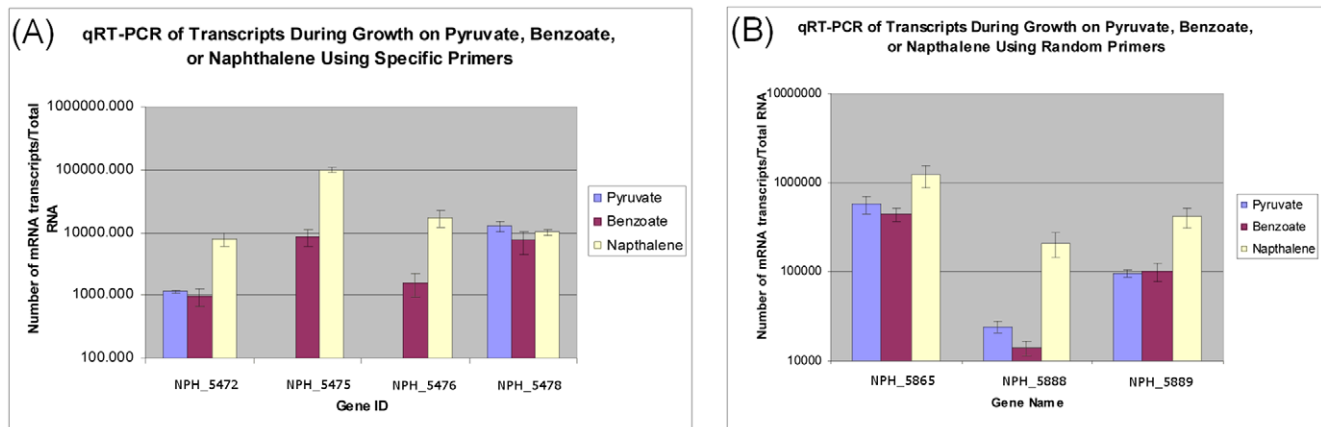 (A)
qRT-PCR of Transcripts During Growth on Pyruvate, Benzoate,
or Naphthalene Using Specific Primers
Number of mRNA transcripts/Total
RNA
1000000.000
100000.000
10000.000
1000.000
100.000
NPH_5472
NPH_5475
NPH_5476
NPH_5478
Gene ID
Pyruvate
Benzoate
Napthalene
(B)
qRT-PCR of Transcripts During Growth on Pyruvate, Benzoate,
or Napthalene Using Random Primers
Number of mRNA transcripts/Total RNA
10000000
1000000
100000
10000
NPH_5865
NPH_5888
NPH_5889
Gene Name
Pyruvate
Benzoate
Napthalene